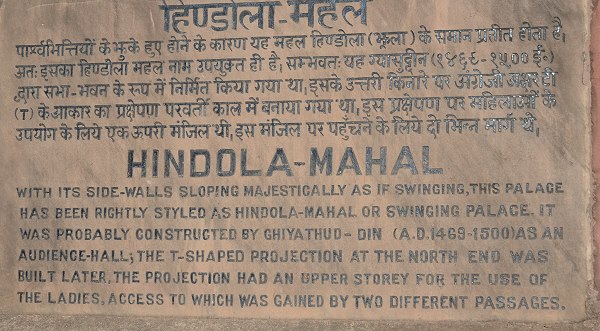 हिण्डोला-महल
पार्श्वभित्तियों के झुके हुए होने के कारण यह महल हिण्डोला (झूला) के समान प्रतीत होता है,
अतः इसका हिण्डोला महल नाम उपयुक्त ही है, सम्भवतः यह ग्यासुद्दीन (१४६९-१५०० ई०)
द्वारा सभा-भवन के रूप में निर्मित किया गया था, इसके उत्तरी किनारे पर अंग्रेजी अक्षर टी
(T) के आकार का प्रक्षेपण परवर्ती काल में बनाया गया था, इस प्रक्षेपण पर महिलाओं के
उपयोग के लिये एक ऊपरी मंजिल थी, इस मंजिल पर पहुँचने के लिये दो भिन्न मार्ग थे.
HINDOLA-MAHAL
WITH ITS SIDE-WALLS SLOPING MAJESTICALLY AS IF SWINGING, THIS PALACE
HAS BEEN RIGHTLY STYLED AS HINDOLA-MAHAL OR SWINGING PALACE. IT
WAS PROBABLY CONSTRUCTED BY GHIYATHUD- DIN (A.D.1469-1500) AS AN
AUDIENCE-HALL; THE T-SHAPED PROJECTION AT THE NORTH END WAS
BUILT LATER, THE PROJECTION HAD AN UPPER STOREY FOR THE USE OF
THE LADIES, ACCESS TO WHICH WAS GAINED BY TWO DIFFERENT PASSAGES.